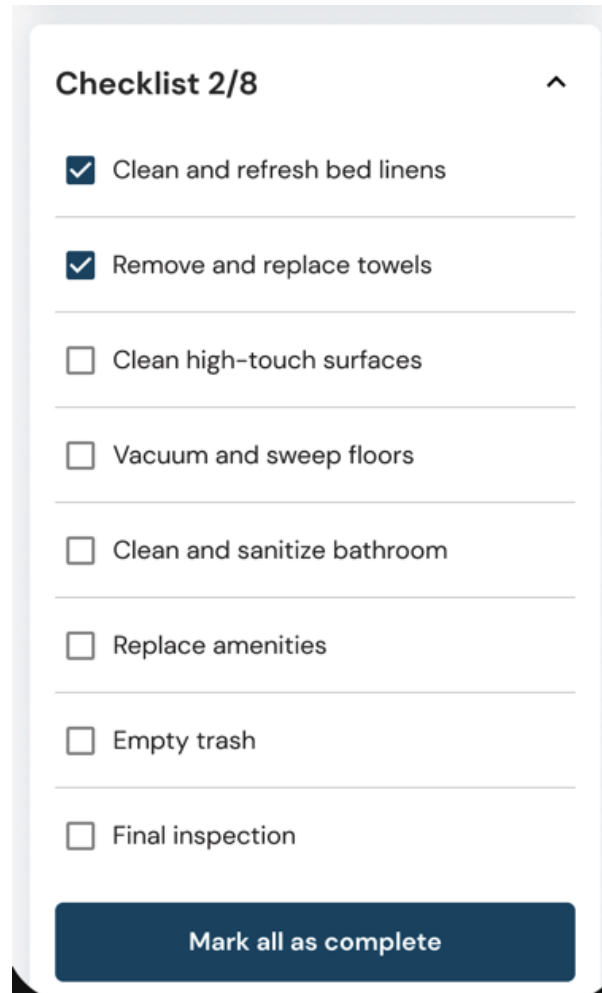 Checklist 2/8
Clean and refresh bed linens
Remove and replace towels
Clean high-touch surfaces
Vacuum and sweep floors
Clean and sanitize bathroom
Replace amenities
Empty trash
Final inspection
Mark all as complete